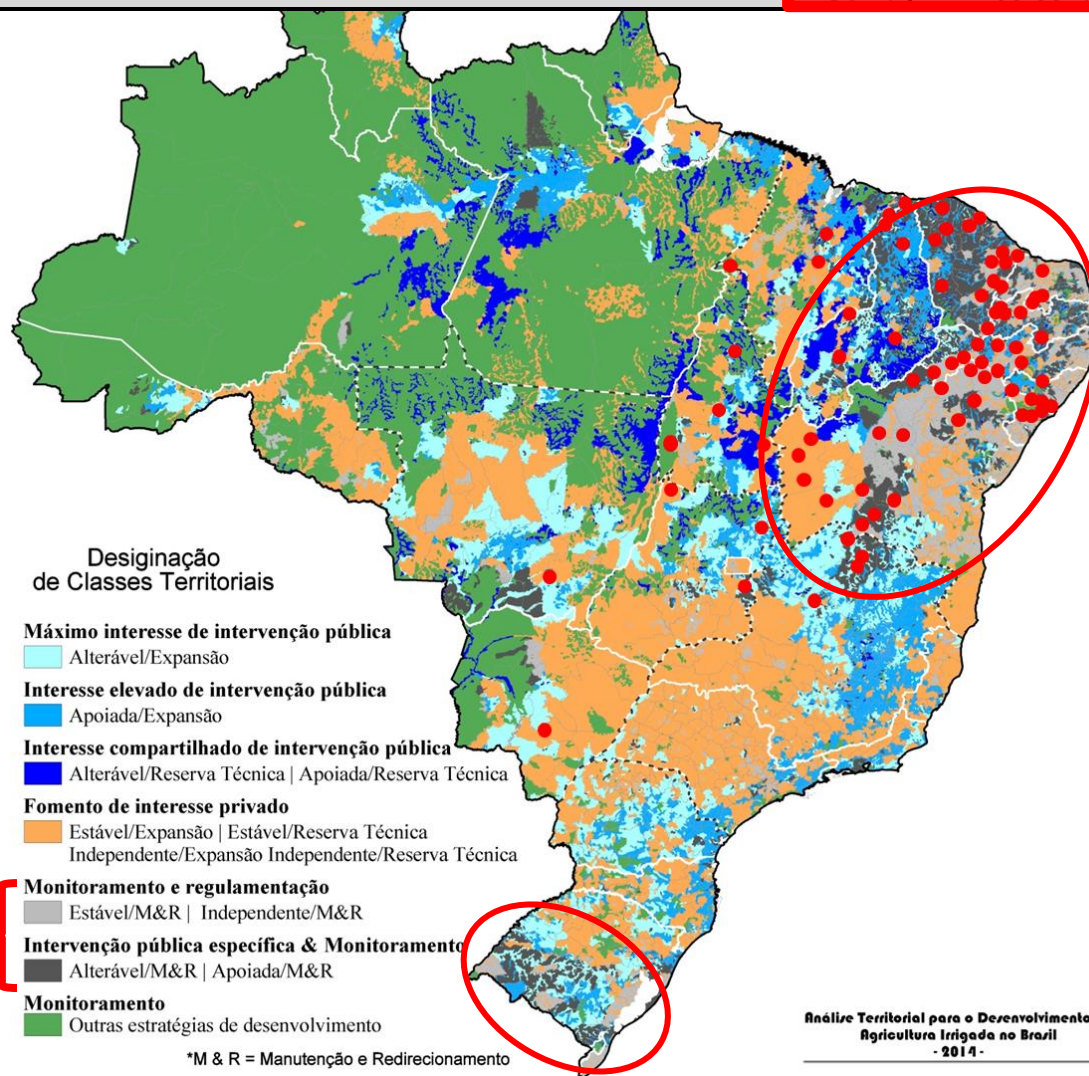 Desiginação
de Classes Territoriais
Máximo interesse de intervenção pública
Alterável/Expansão
Interesse elevado de intervenção pública
Apoiada/Expansão
Interesse compartilhado de intervenção pública
Alterável/Reserva Técnica | Apoiada/Reserva Técnica
Fomento de interesse privado
Estável/Expansão | Estável/Reserva Técnica
Independente/Expansão Independente/Reserva Técnica
Monitoramento e regulamentação
Estável/M&R | Independente/M&R
Intervenção pública específica & Monitoramento
Alterável/M&R | Apoiada/M&R
Monitoramento
Outras estratégias de desenvolvimento
*M & R = Manutenção e Redirecionamento
Análise Territorial para o Desenvolvimento
Agricultura Irrigada no Brasil
- 2014 -